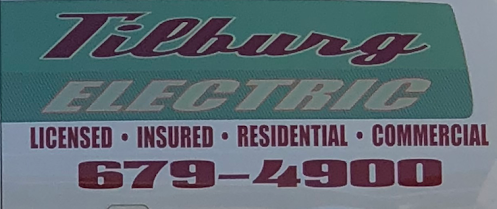 Tilburg
ELECTRIC
LICENSED • INSURED • RESIDENTIAL • COMMERCIAL
679-4900